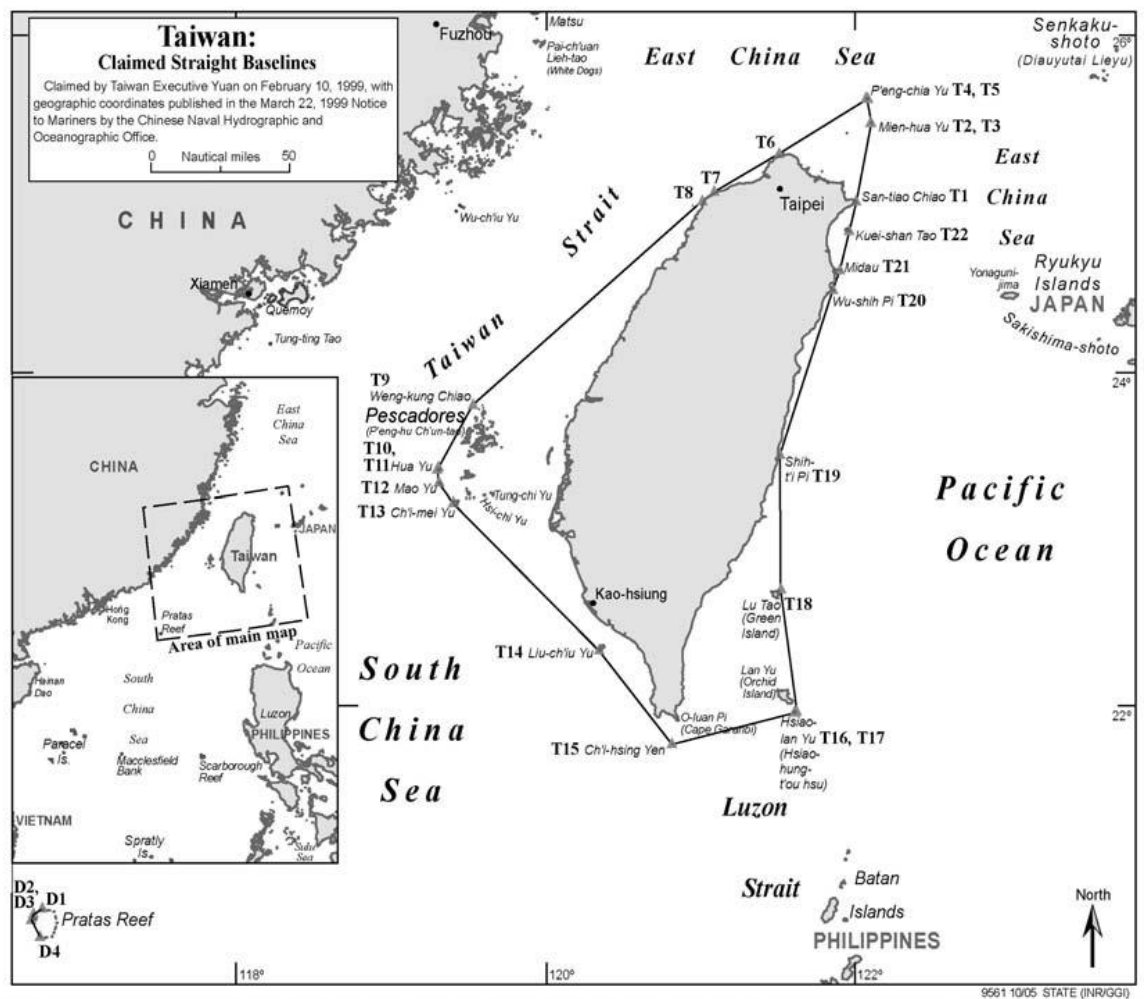 Taiwan:
Claimed Straight Baselines
Claimed by Taiwan Executive Yuan on February 10, 1999, with
geographic coordinates published in the March 22, 1999 Notice
to Mariners by the Chinese Naval Hydrographic and
Oceanographic Office.
0 Nautical miles 50
Fuzhou
Matsu
Pai-ch'uan
Lieh-tao
(White Dogs)
East China Sea
Senkaku-
shoto
(Diauyutai Lieyu)
26°
P'eng-chia Yu T4, T5
Mien-hua Yu T2, T3
T6
T7
T8
Taipei
East
China
Sea
San-tiao Chiao T1
Kuei-shan Tao T22
Midau T21
Wu-shih Pi T20
Yonaguni-
jima
Ryukyu
Islands
JAPAN
Sakishima-shoto
24°
CHINA
Wu-ch'iu Yu
Xiamen
Quemoy
Tung-ting Tao
Taiwan Strait
T9
Weng-kung Chiao
Pescadores
(P'eng-hu Ch'un-tao)
T10,
T11 Hua Yu
T12 Mao Yu
T13 Ch'i-mei Yu
Tung-chi Yu
Hsi-chi Yu
Shih-
t'i Pi T19
Pacific
Ocean
Kao-hsiung
Lu Tao
(Green
Island)
T18
T14 Liu-ch'iu Yu
Lan Yu
(Orchid
Island)
O-luan Pi
(Cape Garanbi)
T15 Ch'i-hsing Yen
Hsiao-
lan Yu
(Hsiao-
hung-
t'ou hsu)
T16, T17
22°
South
China
Sea
Luzon
Strait
Batan
Islands
PHILIPPINES
North
East
China
Sea
CHINA
JAPAN
Taiwan
Hong
Kong
Pratas
Reef
Area of main map
Pacific
Ocean
Hainan
Dao
South
China
Sea
Luzon
PHILIPPINES
Paracel
Is.
Macclesfield
Bank
Scarborough
Reef
VIETNAM
Spratly
Is.
Sulu
Sea
D2,
D3
D1
Pratas Reef
D4
118°
120°
122°
9561 10/05 STATE (INR/GGI)